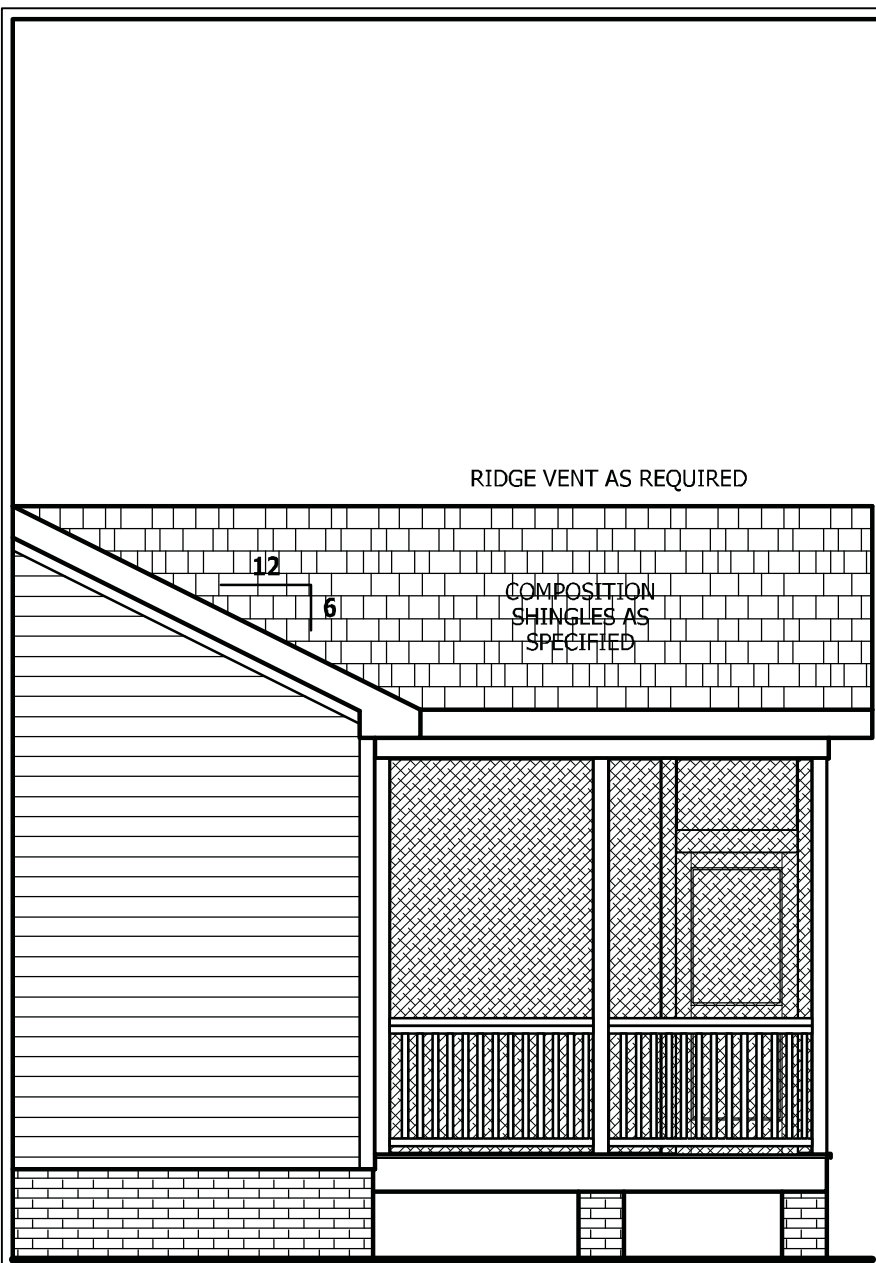 RIDGE VENT AS REQUIRED
12
6
COMPOSITION
SHINGLES AS
SPECIFIED